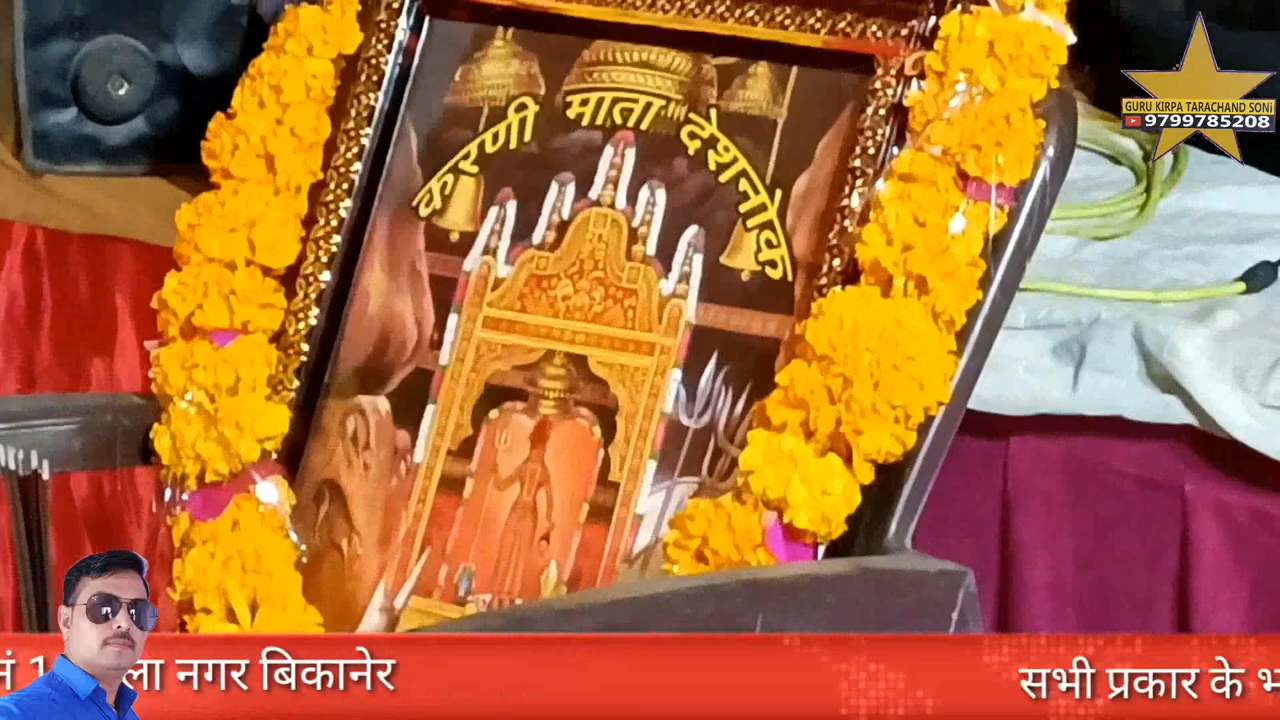 करणी माता देशनोक
GURU KIRPA TARACHAND SONI
9799785208
नगर बिकानेर
सभी प्रकार के